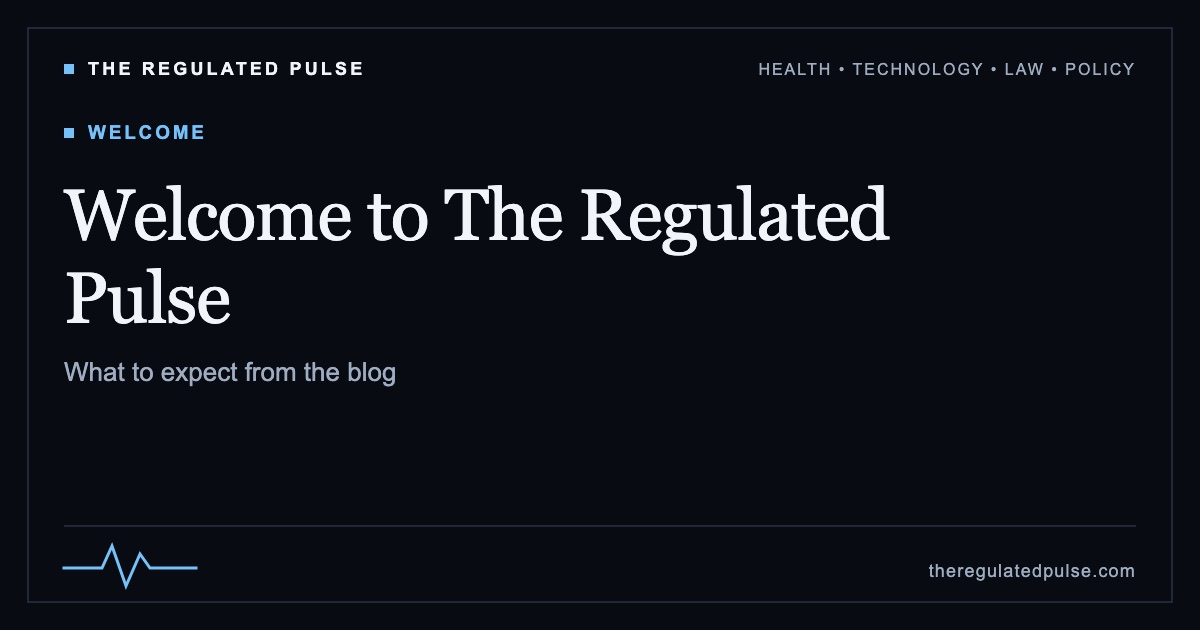 THE REGULATED PULSE
HEALTH • TECHNOLOGY • LAW • POLICY
WELCOME
Welcome to The Regulated
Pulse
What to expect from the blog
theregulatedpulse.com